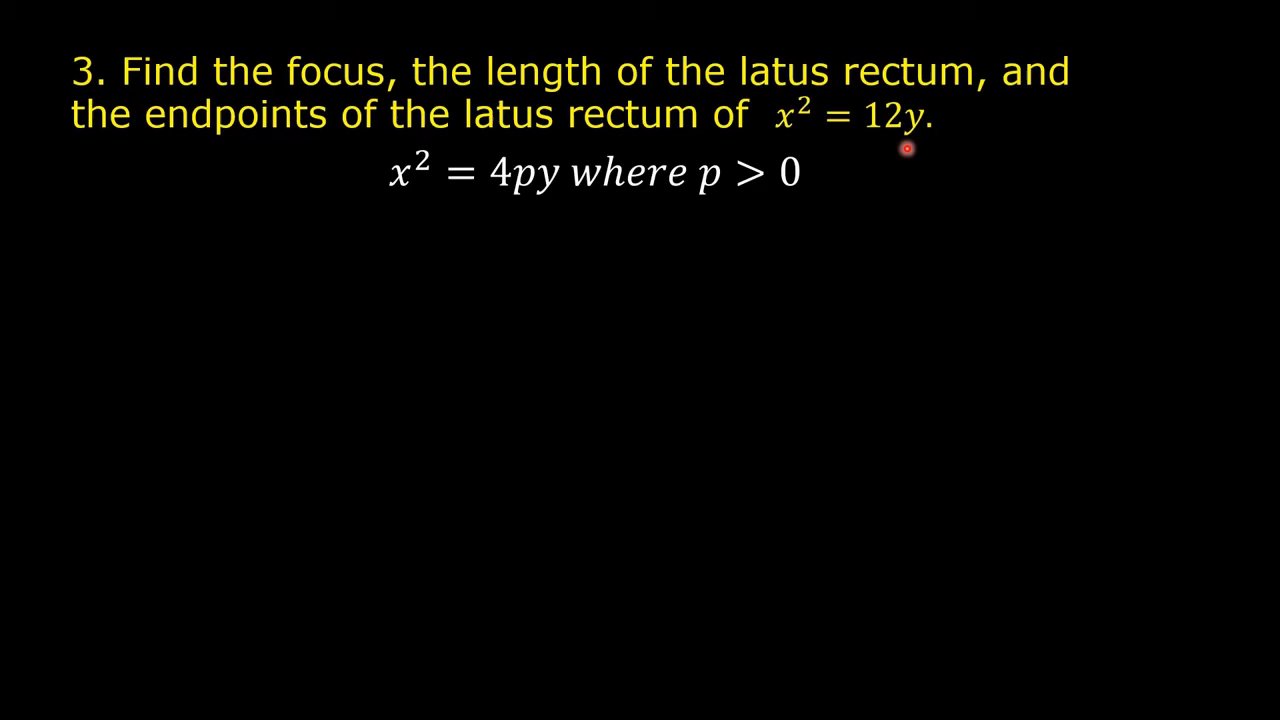 3. Find the focus, the length of the latus rectum, and
the endpoints of the latus rectum of x² = 12y.
x² = 4py where p > 0